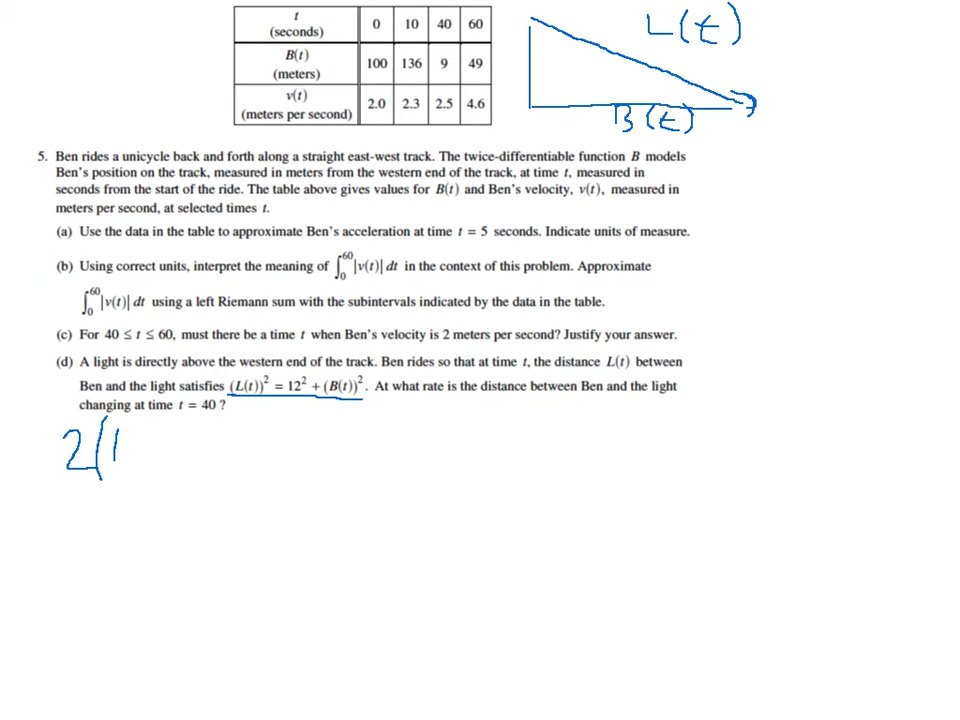 t
(seconds) 0 10 40 60
B(t)
(meters) 100 136 9 49
v(t)
(meters per second) 2.0 2.3 2.5 4.6
L(t)
B(t)
5. Ben rides a unicycle back and forth along a straight east-west track. The twice-differentiable function B models
Ben's position on the track, measured in meters from the western end of the track, at time t, measured in
seconds from the start of the ride. The table above gives values for B(t) and Ben's velocity, v(t), measured in
meters per second, at selected times t.
(a) Use the data in the table to approximate Ben's acceleration at time t = 5 seconds. Indicate units of measure.
(b) Using correct units, interpret the meaning of ∫₀⁶⁰ |v(t)| dt in the context of this problem. Approximate
∫₀⁶⁰ |v(t)| dt using a left Riemann sum with the subintervals indicated by the data in the table.
(c) For 40 ≤ t ≤ 60, must there be a time t when Ben's velocity is 2 meters per second? Justify your answer.
(d) A light is directly above the western end of the track. Ben rides so that at time t, the distance L(t) between
Ben and the light satisfies (L(t))² = 12² + (B(t))². At what rate is the distance between Ben and the light
changing at time t = 40 ?
2(